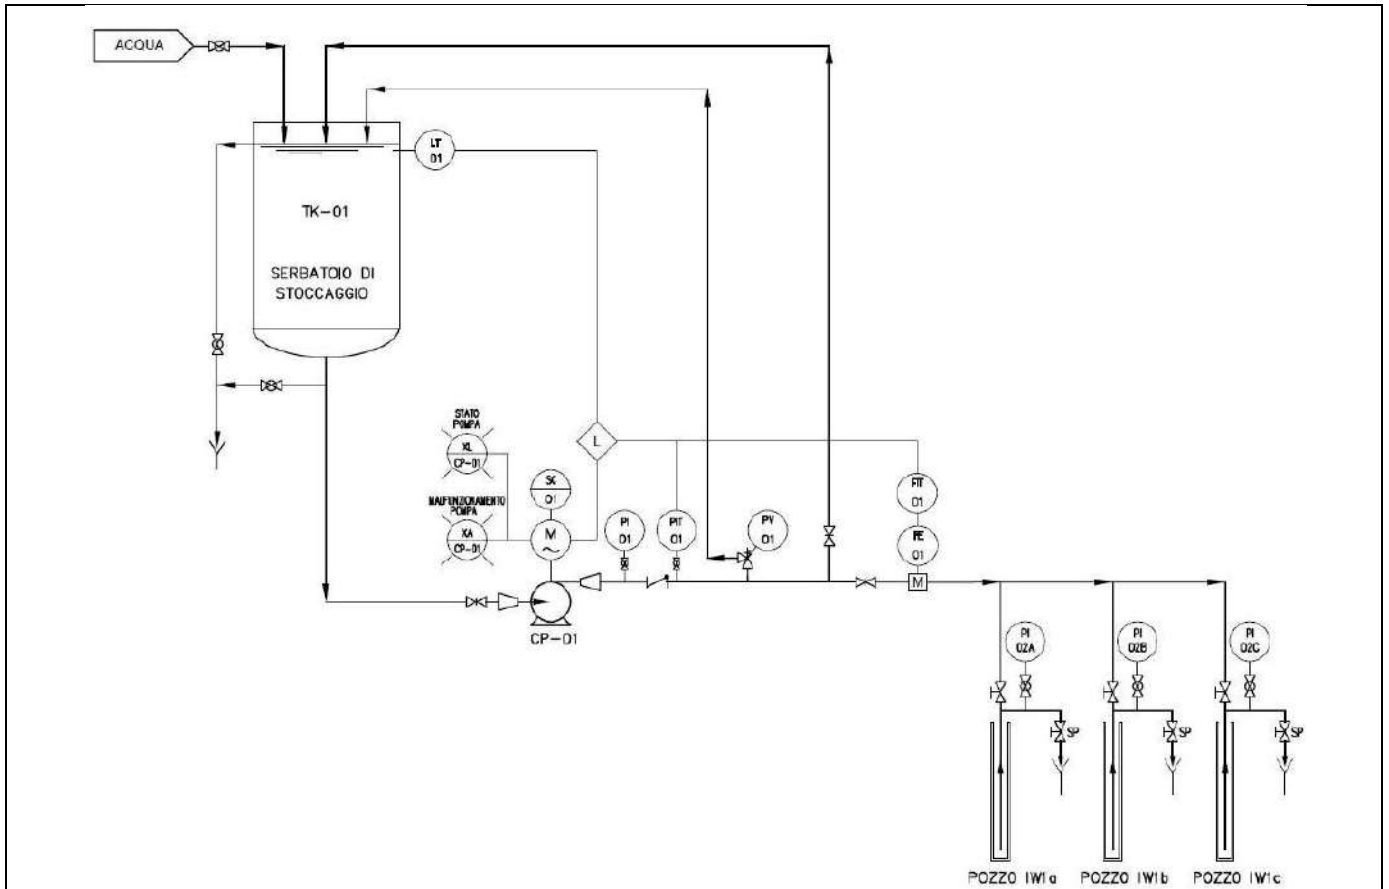 ACQUA
LT
01
TK-01
SERBATOIO DI
STOCCAGGIO
STATO
POMPA
XL
CP-01
L
SC
01
MALFUNZIONAMENTO
POMPA
XA
CP-01
M
PI
01
PIT
01
PV
01
FIT
01
FE
01
M
CP-01
PI
02A
PI
02B
PI
02C
SP
SP
SP
POZZO IW1a
POZZO IW1b
POZZO IW1c